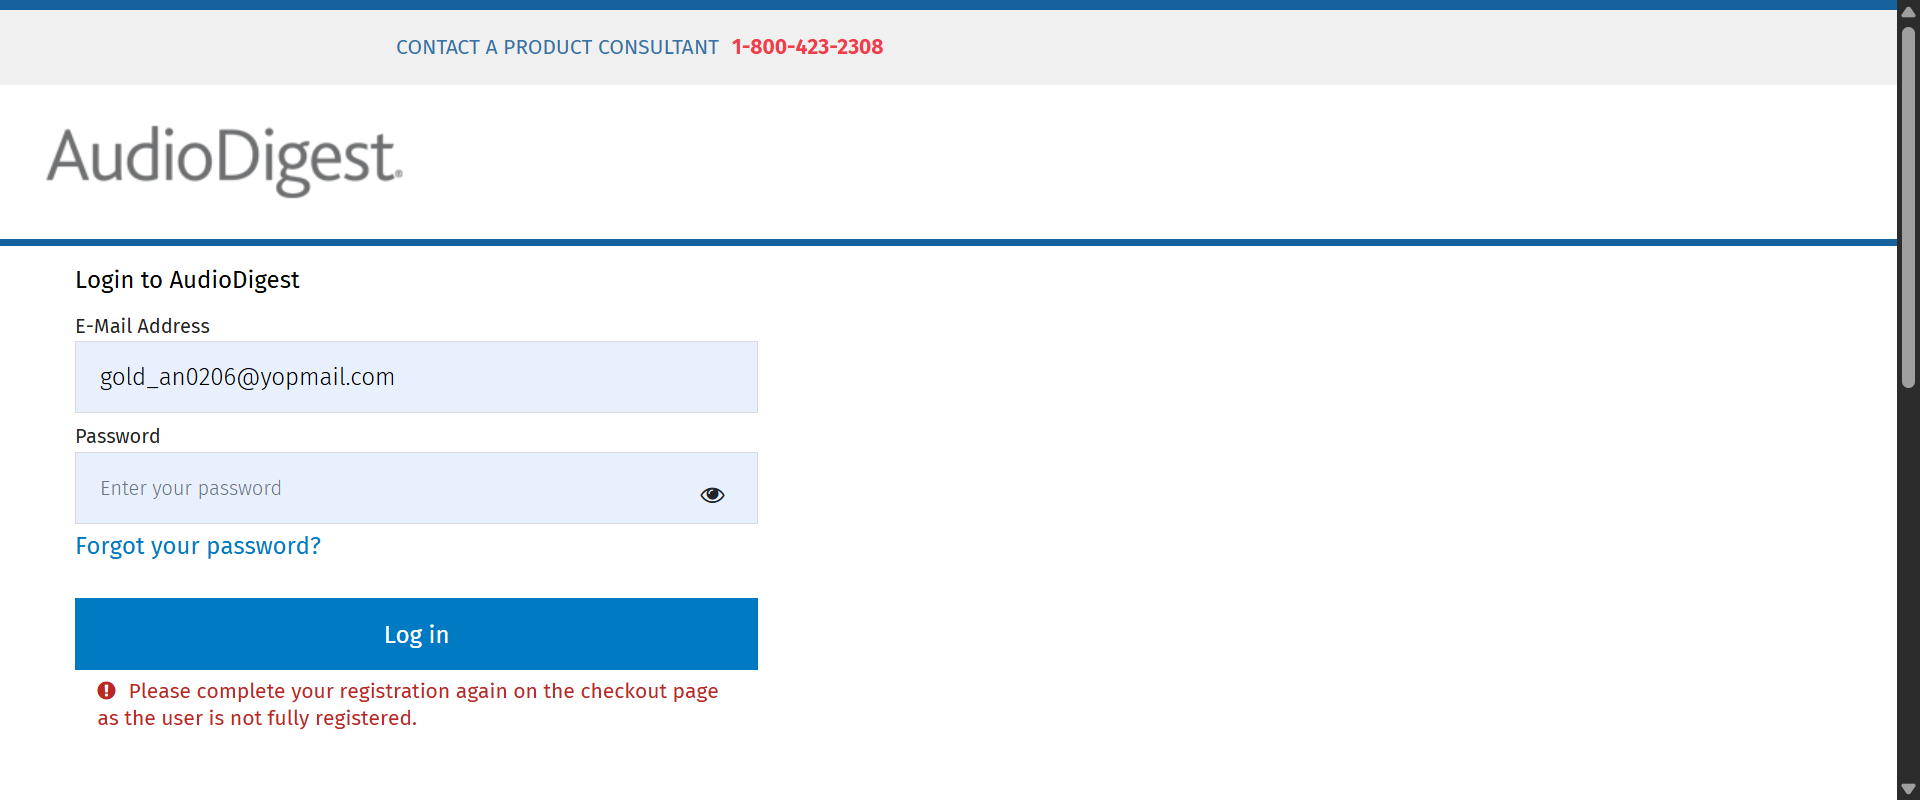 CONTACT A PRODUCT CONSULTANT 1-800-423-2308
AudioDigest®
Login to AudioDigest
E-Mail Address
gold_an0206@yopmail.com
Password
Enter your password
Forgot your password?
Log in
Please complete your registration again on the checkout page
as the user is not fully registered.